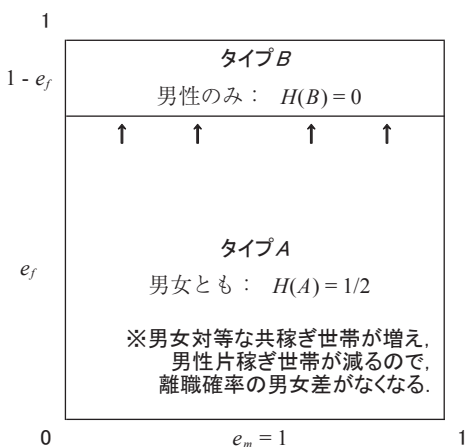 1
タイプB
1 - e_f
男性のみ： H(B) = 0
↑ ↑ ↑ ↑
タイプA
e_f
男女とも： H(A) = 1/2
※男女対等な共稼ぎ世帯が増え,
男性片稼ぎ世帯が減るので,
離職確率の男女差がなくなる.
0 e_m = 1 1